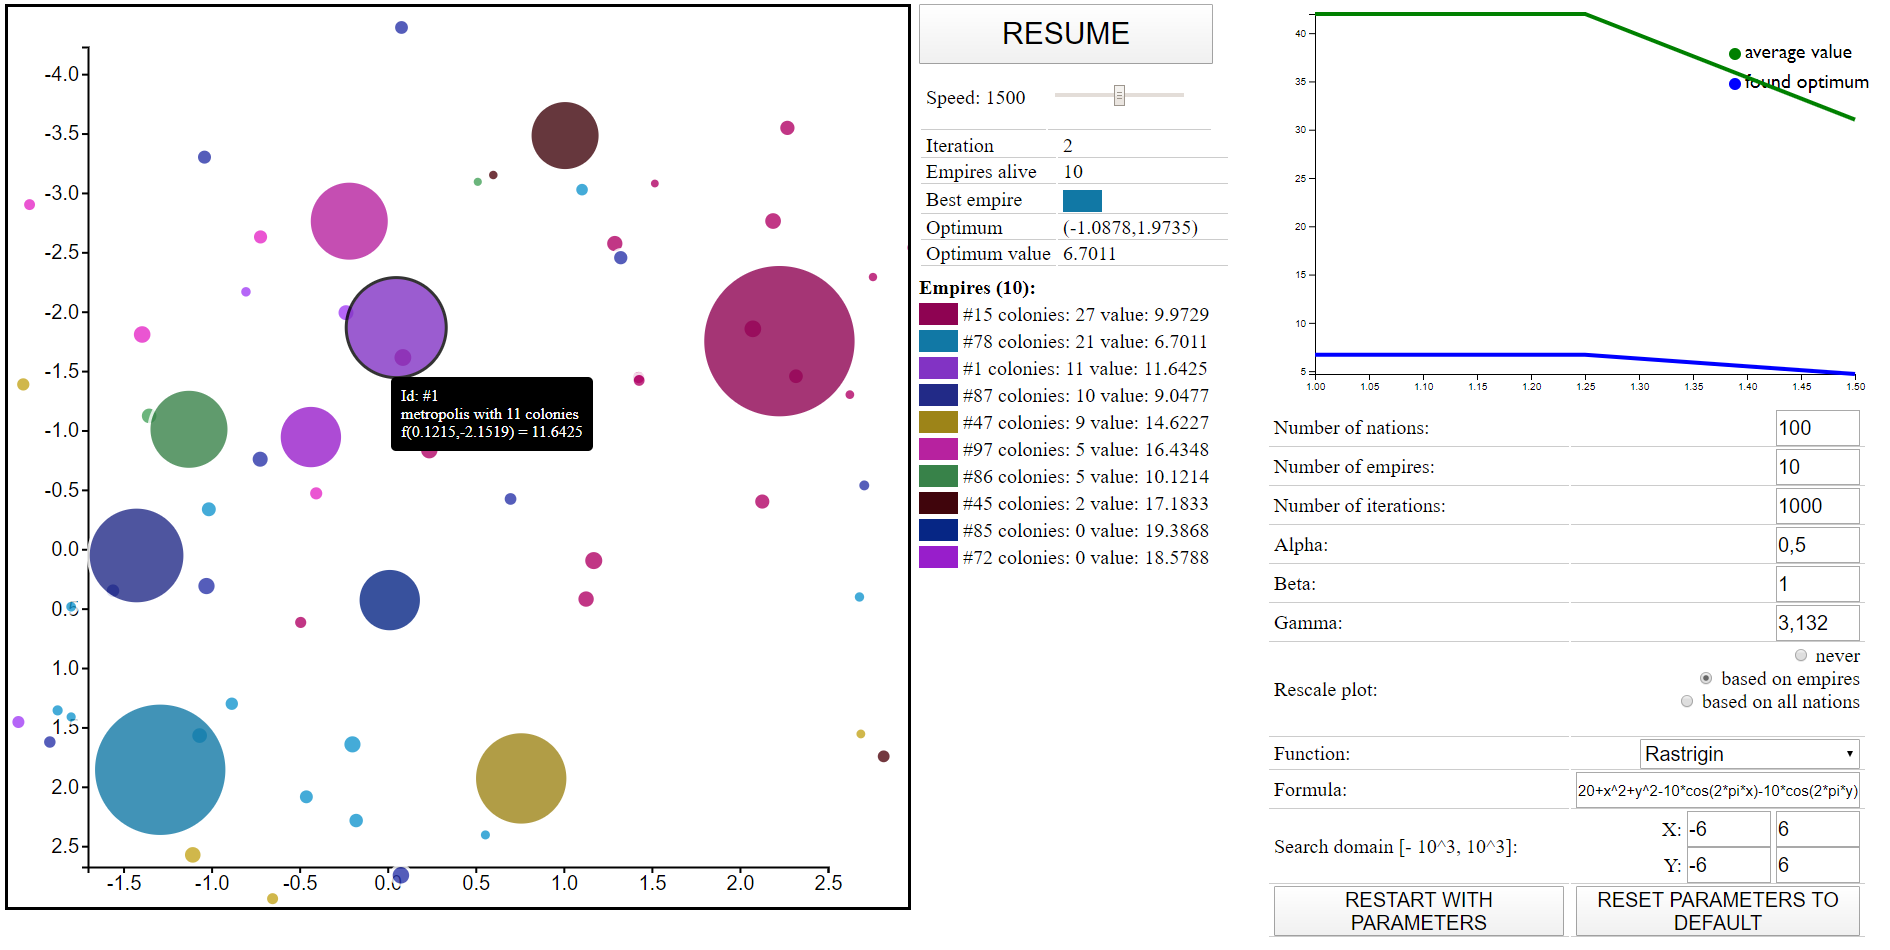 -4.0
-3.5
-3.0
-2.5
-2.0
-1.5
-1.0
-0.5
0.0
0.5
1.0
1.5
2.0
2.5
-1.5
-1.0
-0.5
0.0
0.5
1.0
1.5
2.0
2.5
Id: #1
metropolis with 11 colonies
f(0.1215,-2.1519) = 11.6425
RESUME
Speed: 1500
Iteration 2
Empires alive 10
Best empire
Optimum (-1.0878,1.9735)
Optimum value 6.7011
Empires (10):
#15 colonies: 27 value: 9.9729
#78 colonies: 21 value: 6.7011
#1 colonies: 11 value: 11.6425
#87 colonies: 10 value: 9.0477
#47 colonies: 9 value: 14.6227
#97 colonies: 5 value: 16.4348
#86 colonies: 5 value: 10.1214
#45 colonies: 2 value: 17.1833
#85 colonies: 0 value: 19.3868
#72 colonies: 0 value: 18.5788
40
35
30
25
20
15
10
5
1.00 1.05 1.10 1.15 1.20 1.25 1.30 1.35 1.40 1.45 1.50
average value
found optimum
Number of nations: 100
Number of empires: 10
Number of iterations: 1000
Alpha: 0,5
Beta: 1
Gamma: 3,132
Rescale plot:
never
based on empires
based on all nations
Function: Rastrigin
Formula: 20+x^2+y^2-10*cos(2*pi*x)-10*cos(2*pi*y)
Search domain [- 10^3, 10^3]:
X: -6 6
Y: -6 6
RESTART WITH
PARAMETERS
RESET PARAMETERS TO
DEFAULT